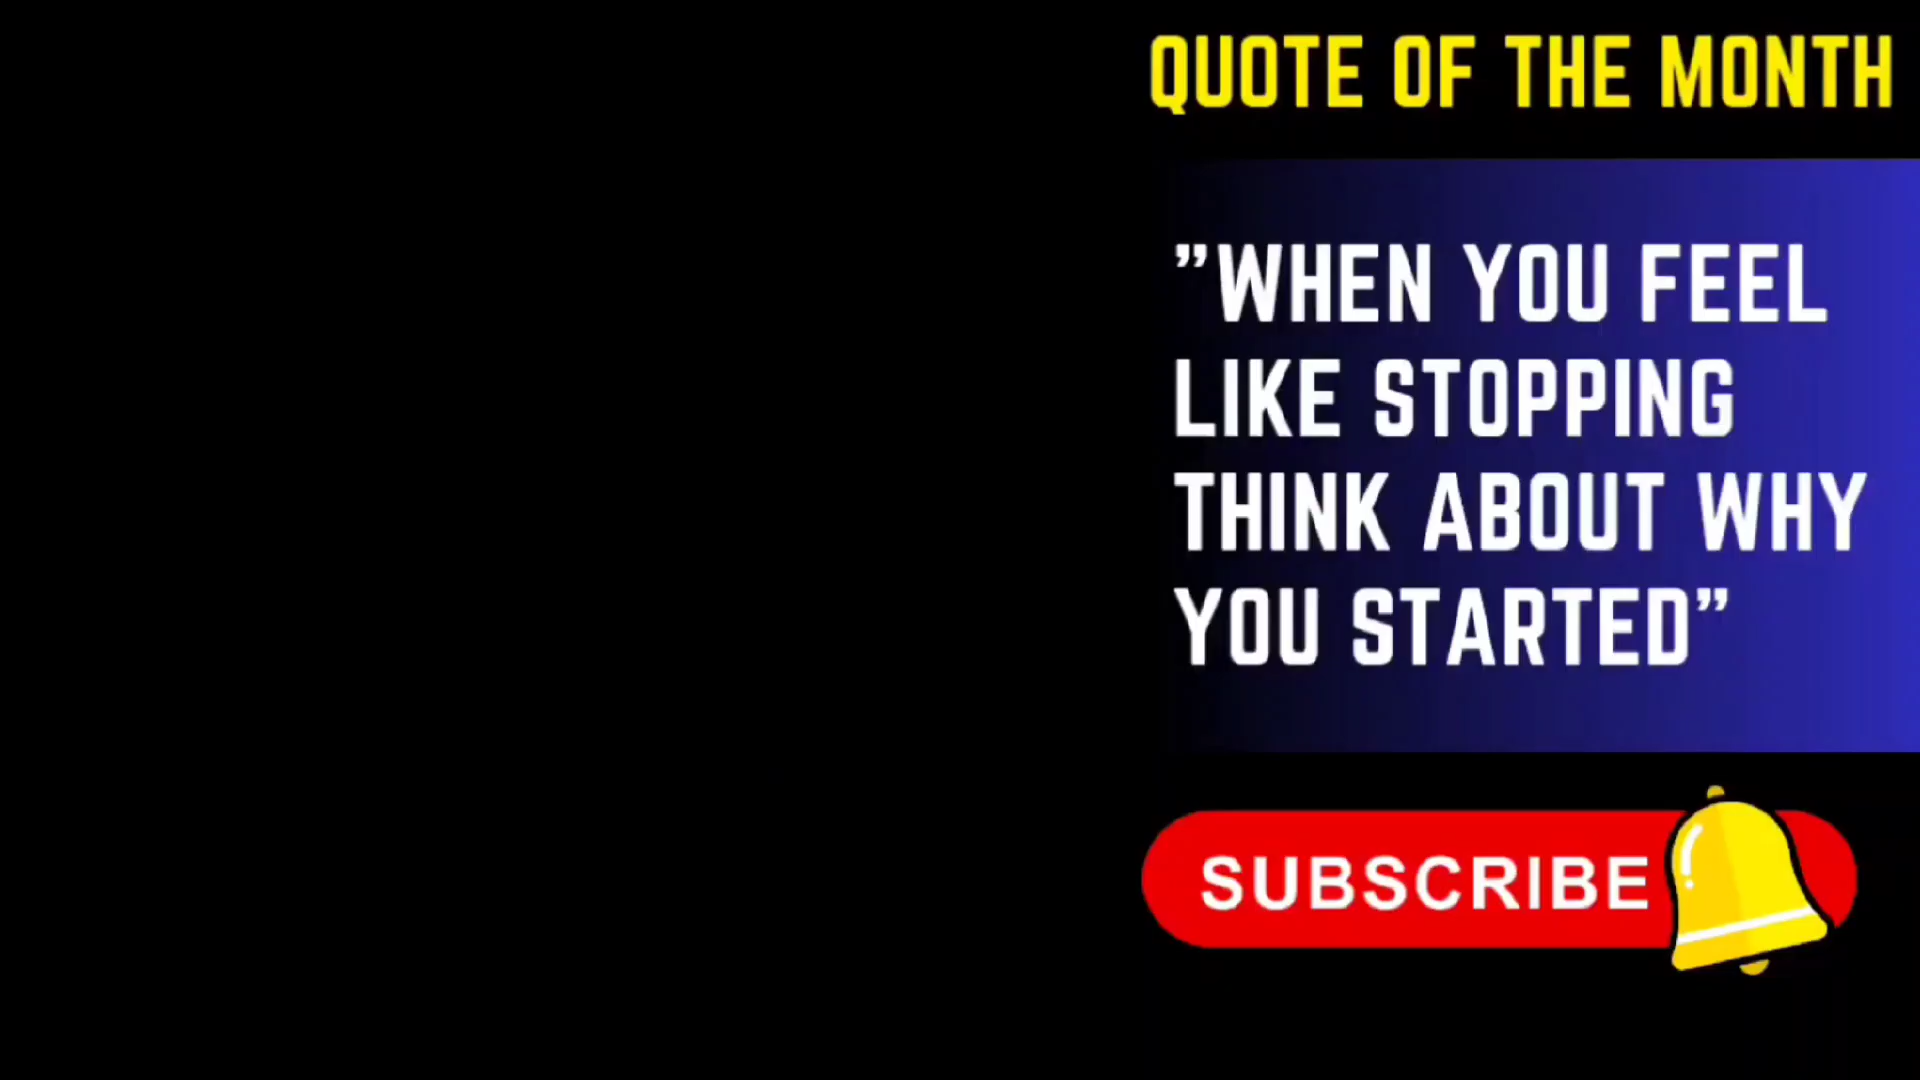 QUOTE OF THE MONTH
”WHEN YOU FEEL
LIKE STOPPING
THINK ABOUT WHY
YOU STARTED”
SUBSCRIBE